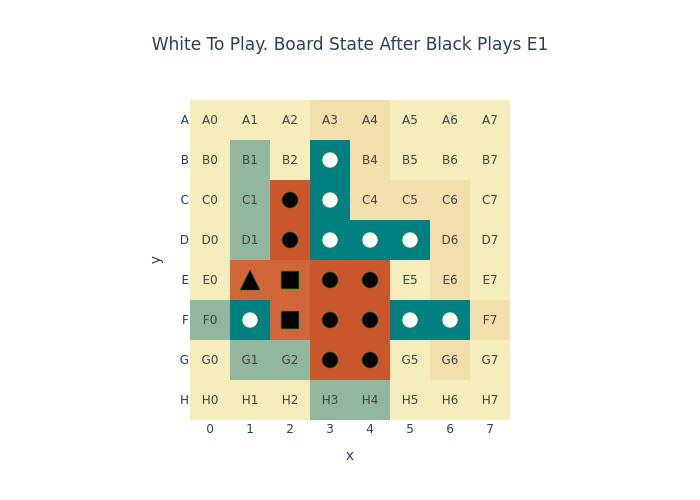 White To Play. Board State After Black Plays E1
A A0 A1 A2 A3 A4 A5 A6 A7
B B0 B1 B2 B4 B5 B6 B7
C C0 C1 C4 C5 C6 C7
D D0 D1 D6 D7
E E0 E5 E6 E7
F F0 F7
G G0 G1 G2 G5 G6 G7
H H0 H1 H2 H3 H4 H5 H6 H7
0 1 2 3 4 5 6 7
x
y